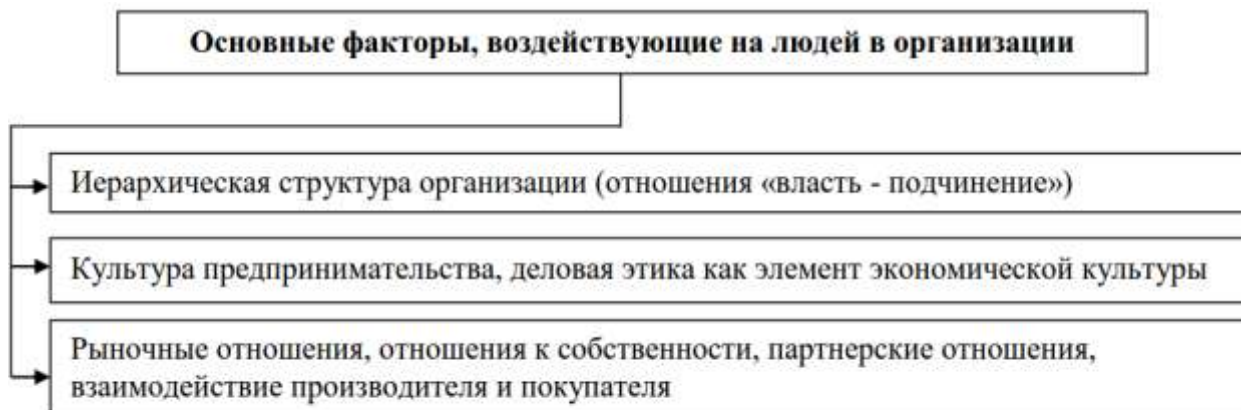 Основные факторы, воздействующие на людей в организации
Иерархическая структура организации (отношения «власть - подчинение»)
Культура предпринимательства, деловая этика как элемент экономической культуры
Рыночные отношения, отношения к собственности, партнерские отношения,
взаимодействие производителя и покупателя